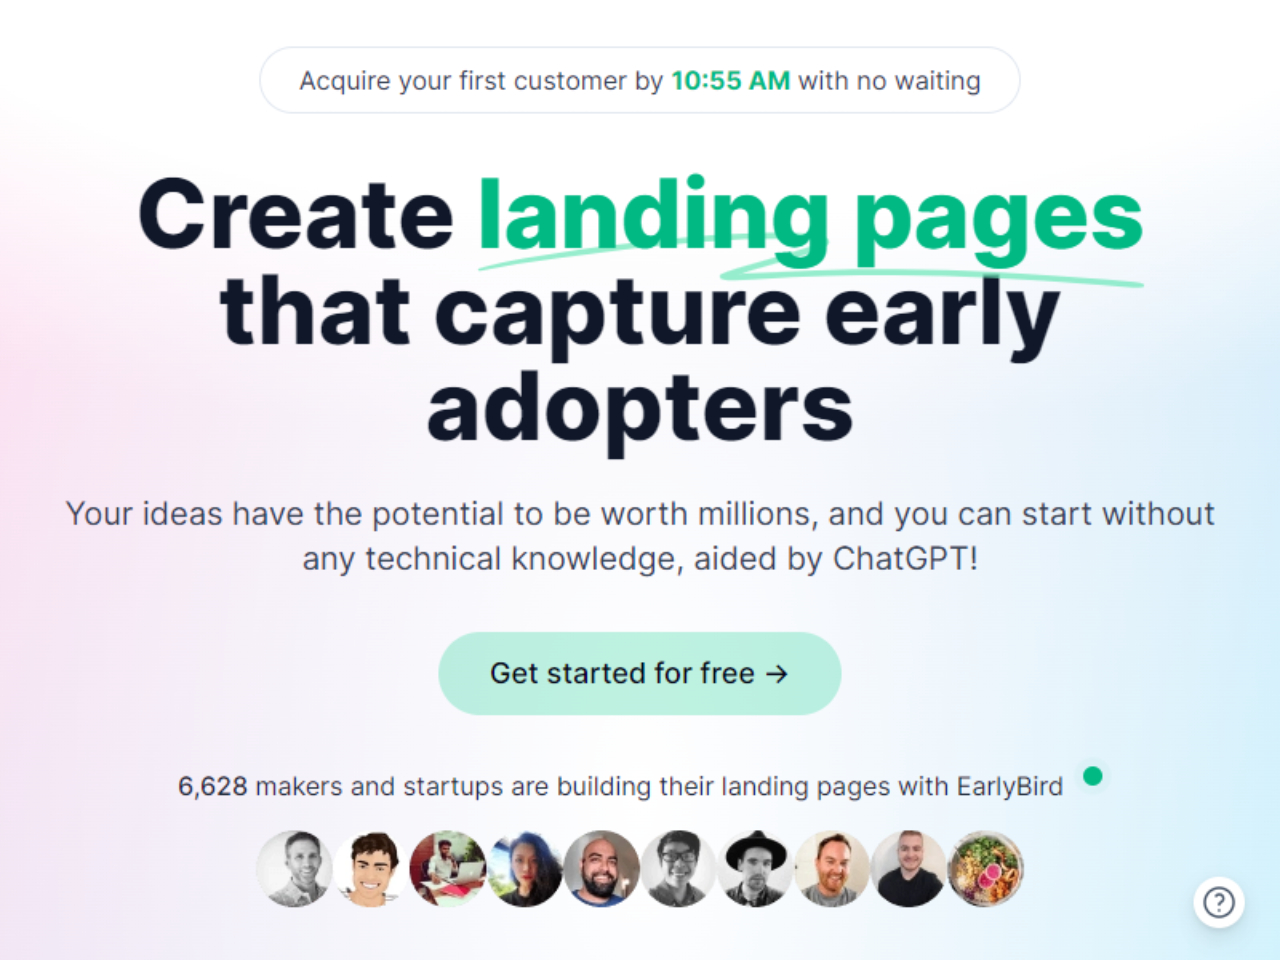 Acquire your first customer by 10:55 AM with no waiting
Create landing pages
that capture early
adopters
Your ideas have the potential to be worth millions, and you can start without
any technical knowledge, aided by ChatGPT!
Get started for free →
6,628 makers and startups are building their landing pages with EarlyBird
?